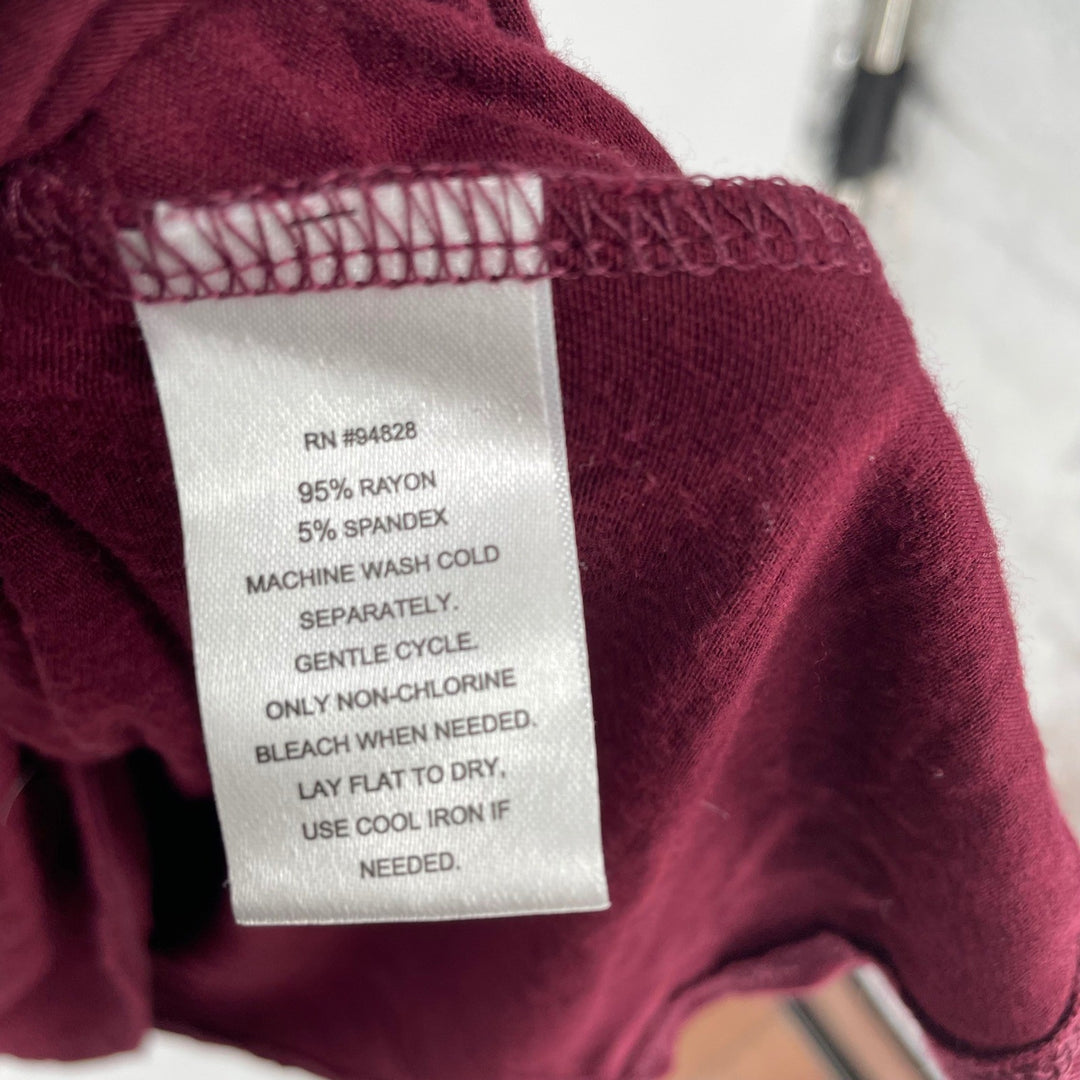 RN #94828
95% RAYON
5% SPANDEX
MACHINE WASH COLD
SEPARATELY.
GENTLE CYCLE.
ONLY NON-CHLORINE
BLEACH WHEN NEEDED.
LAY FLAT TO DRY,
USE COOL IRON IF
NEEDED.